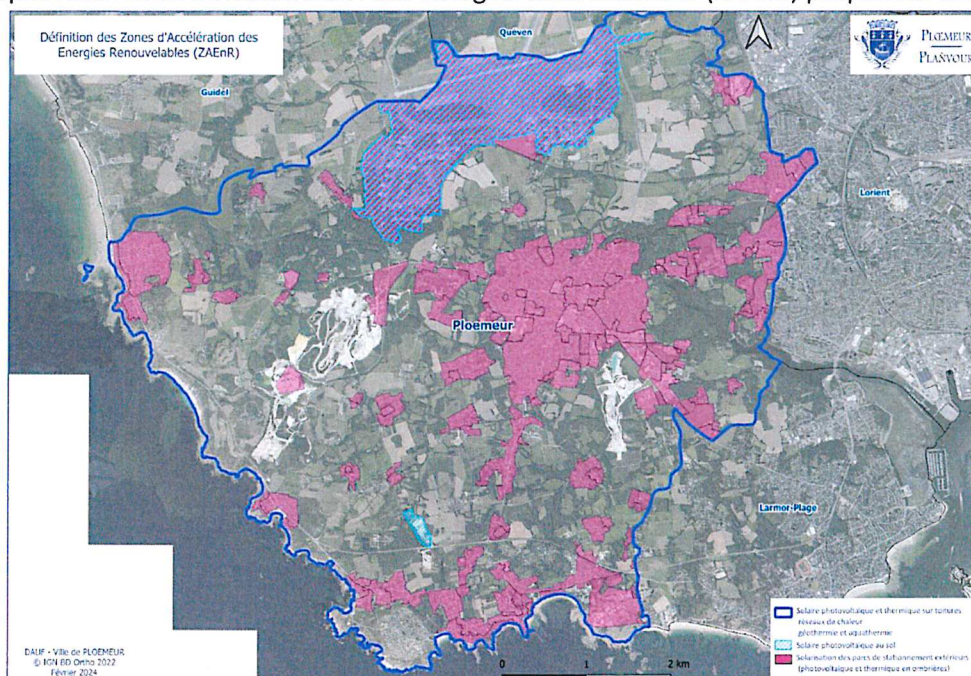 Définition des Zones d'Accélération des
Energies Renouvelables (ZAEnR)
Quéven
PLŒMEUR
PLAÑVOUR
Guidel
Lorient
Ploemeur
Larmor-Plage
Solaire photovoltaïque et thermique sur toitures
réseaux de chaleur
géothermie et aquathermie
Solaire photovoltaïque au sol
Solarisation des parcs de stationnement extérieurs
(photovoltaïque et thermique en ombrières)
DAUF - Ville de PLOEMEUR
© IGN BD Ortho 2022
Février 2024
0 1 2 km